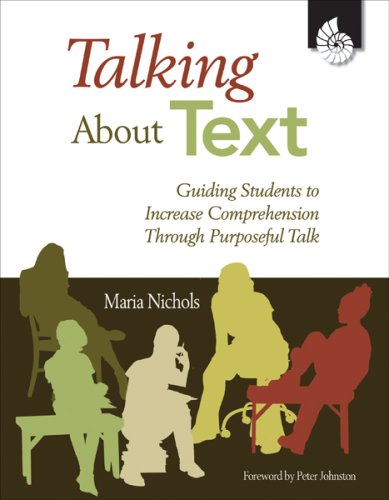 Talking
About Text
Guiding Students to
Increase Comprehension
Through Purposeful Talk
Maria Nichols
Foreword by Peter Johnston